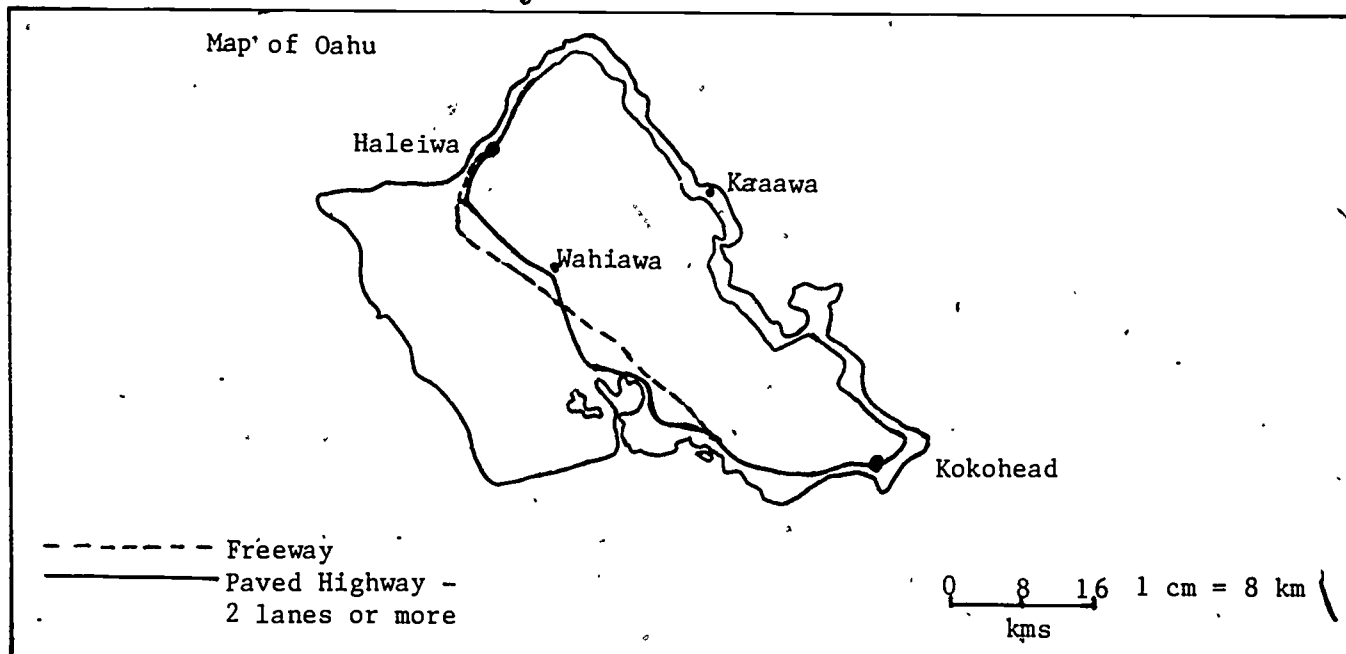 Map of Oahu
Haleiwa
Kaaawa
Wahiawa
Kokohead
Freeway
Paved Highway -
2 lanes or more
0 8 16 1 cm = 8 km
kms